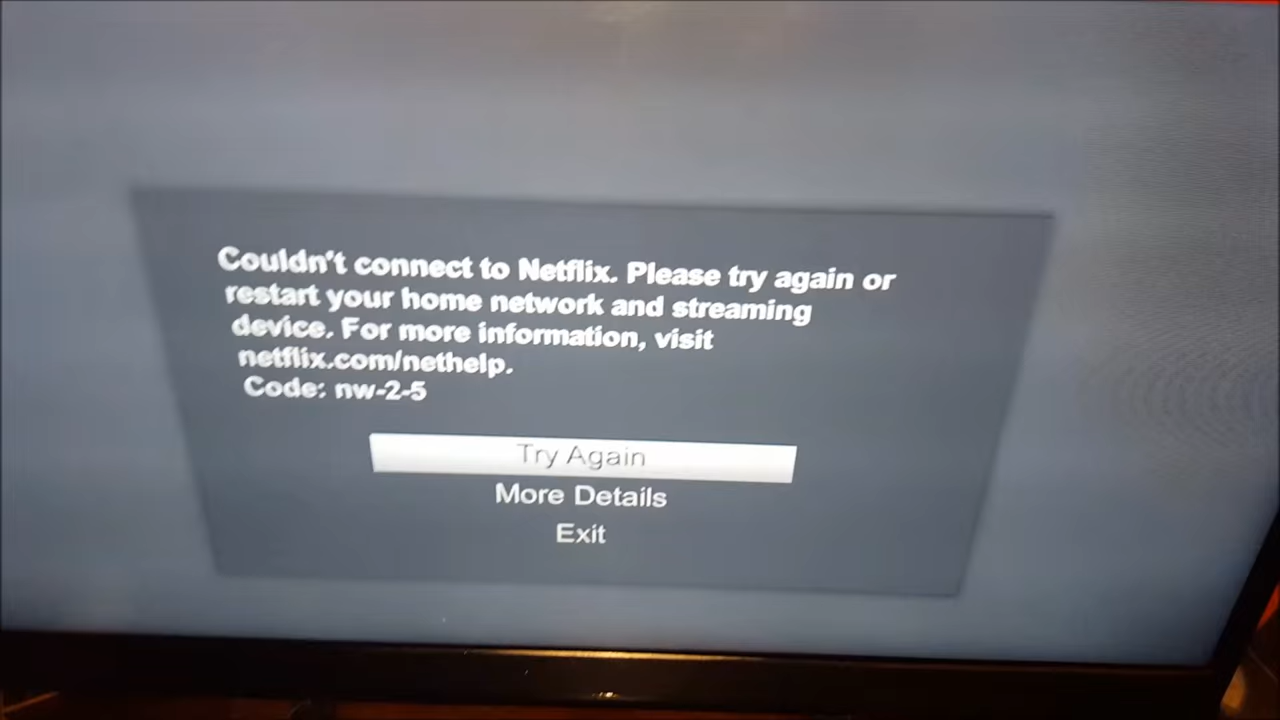 Couldn't connect to Netflix. Please try again or
restart your home network and streaming
device. For more information, visit
netflix.com/nethelp.
Code: nw-2-5
Try Again
More Details
Exit